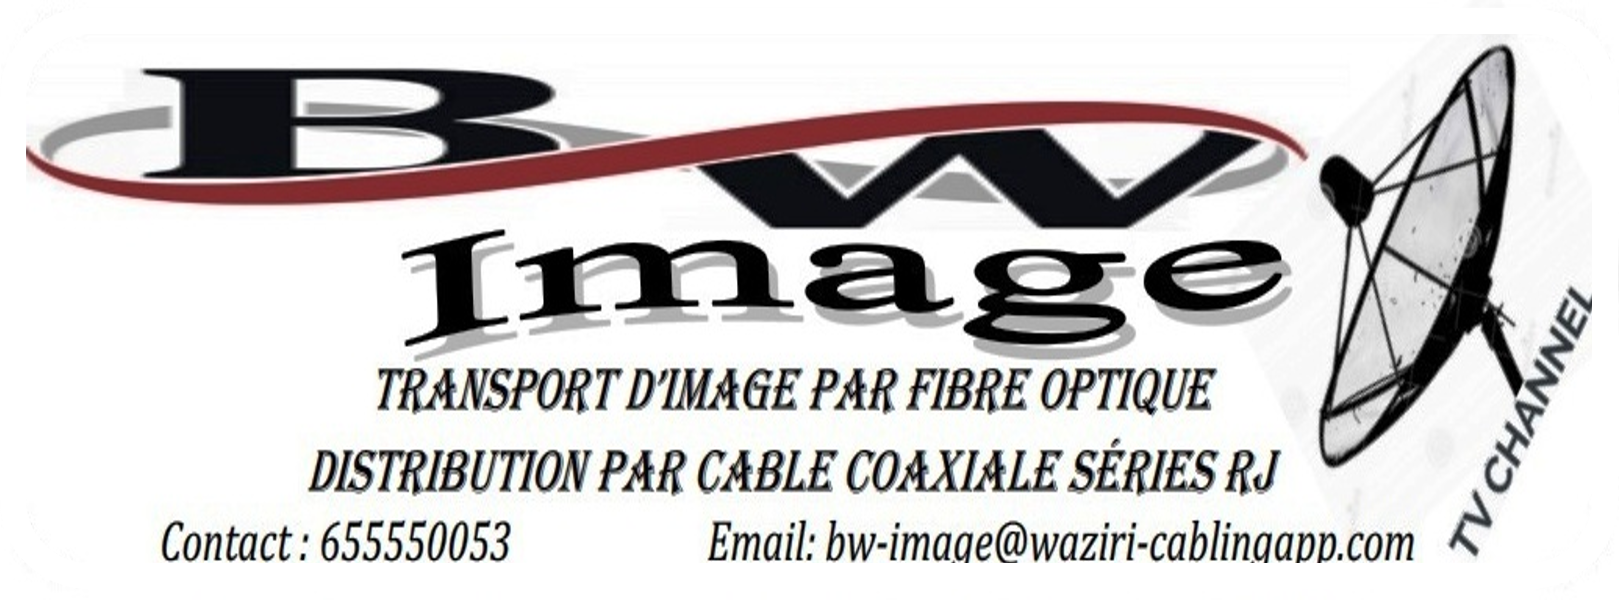 BW
Image
TRANSPORT D'IMAGE PAR FIBRE OPTIQUE
DISTRIBUTION PAR CABLE COAXIALE SÉRIES RJ
Contact : 655550053
Email: bw-image@waziri-cablingapp.com
TV CHANNEL